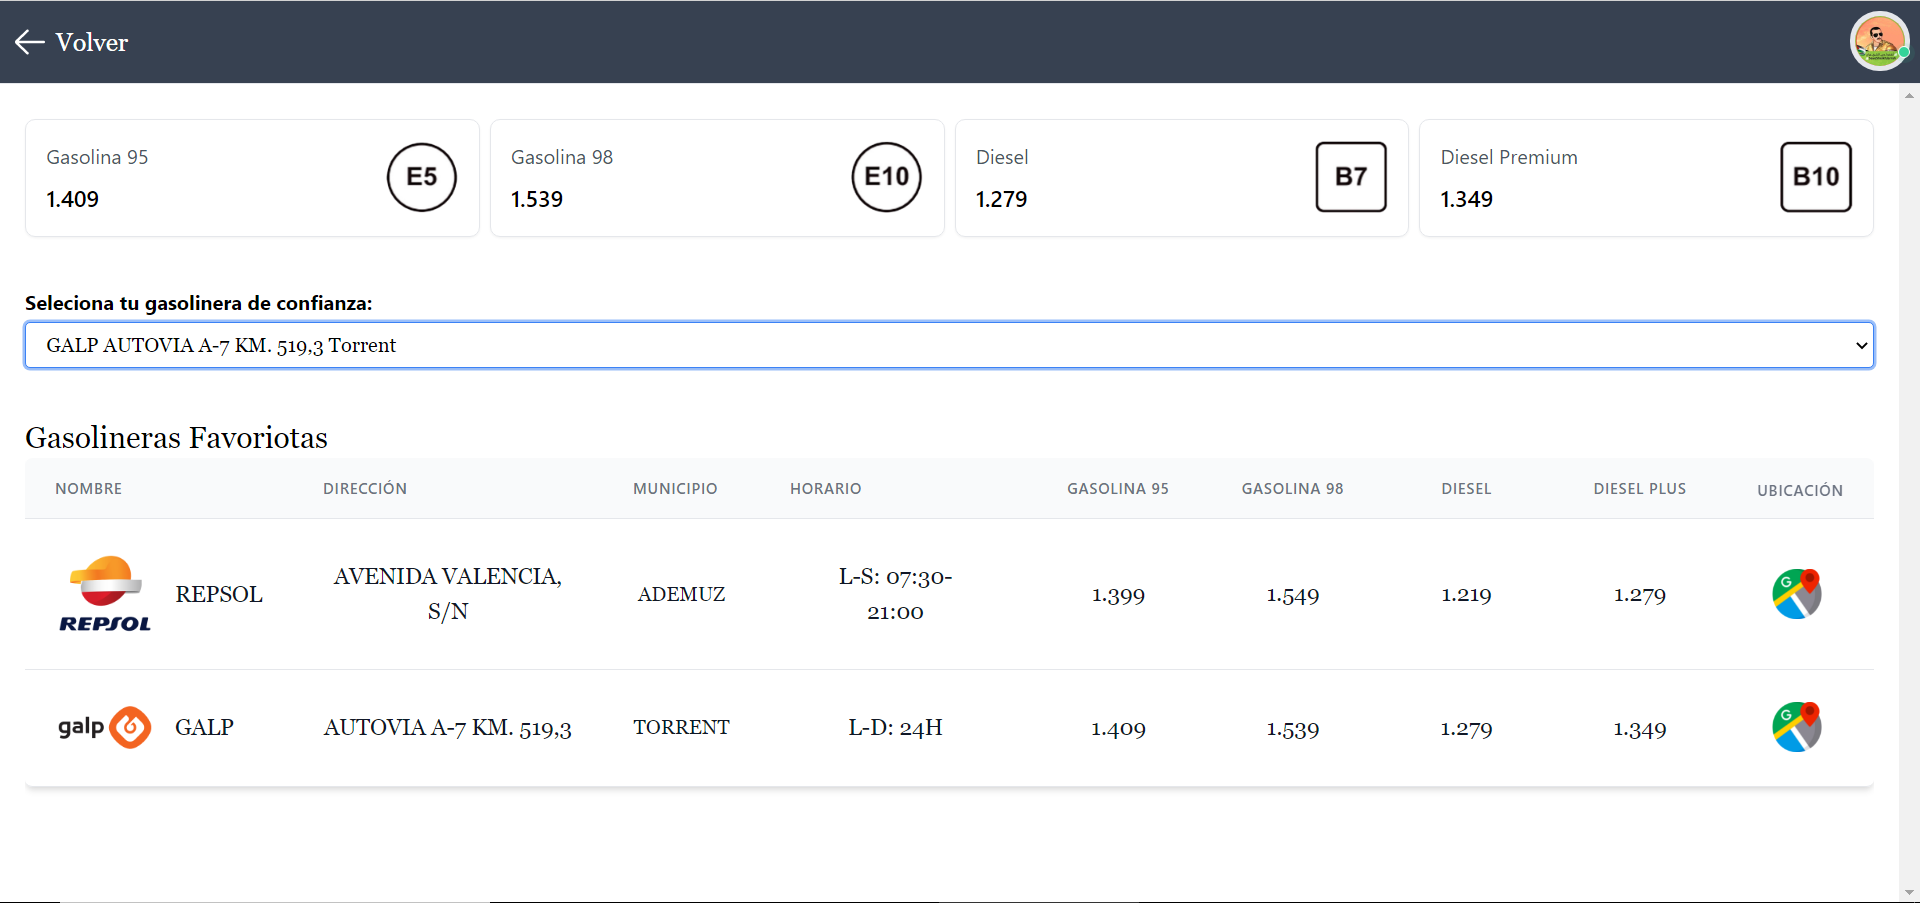 Volver
Gasolina 95
1.409
E5
Gasolina 98
1.539
E10
Diesel
1.279
B7
Diesel Premium
1.349
B10
Seleciona tu gasolinera de confianza:
GALP AUTOVIA A-7 KM. 519,3 Torrent
Gasolineras Favoriotas
NOMBRE DIRECCIÓN MUNICIPIO HORARIO GASOLINA 95 GASOLINA 98 DIESEL DIESEL PLUS UBICACIÓN
REPSOL
REPSOL
AVENIDA VALENCIA,
S/N
ADEMUZ
L-S: 07:30-
21:00
1.399
1.549
1.219
1.279
G
galp
GALP
AUTOVIA A-7 KM. 519,3
TORRENT
L-D: 24H
1.409
1.539
1.279
1.349
G